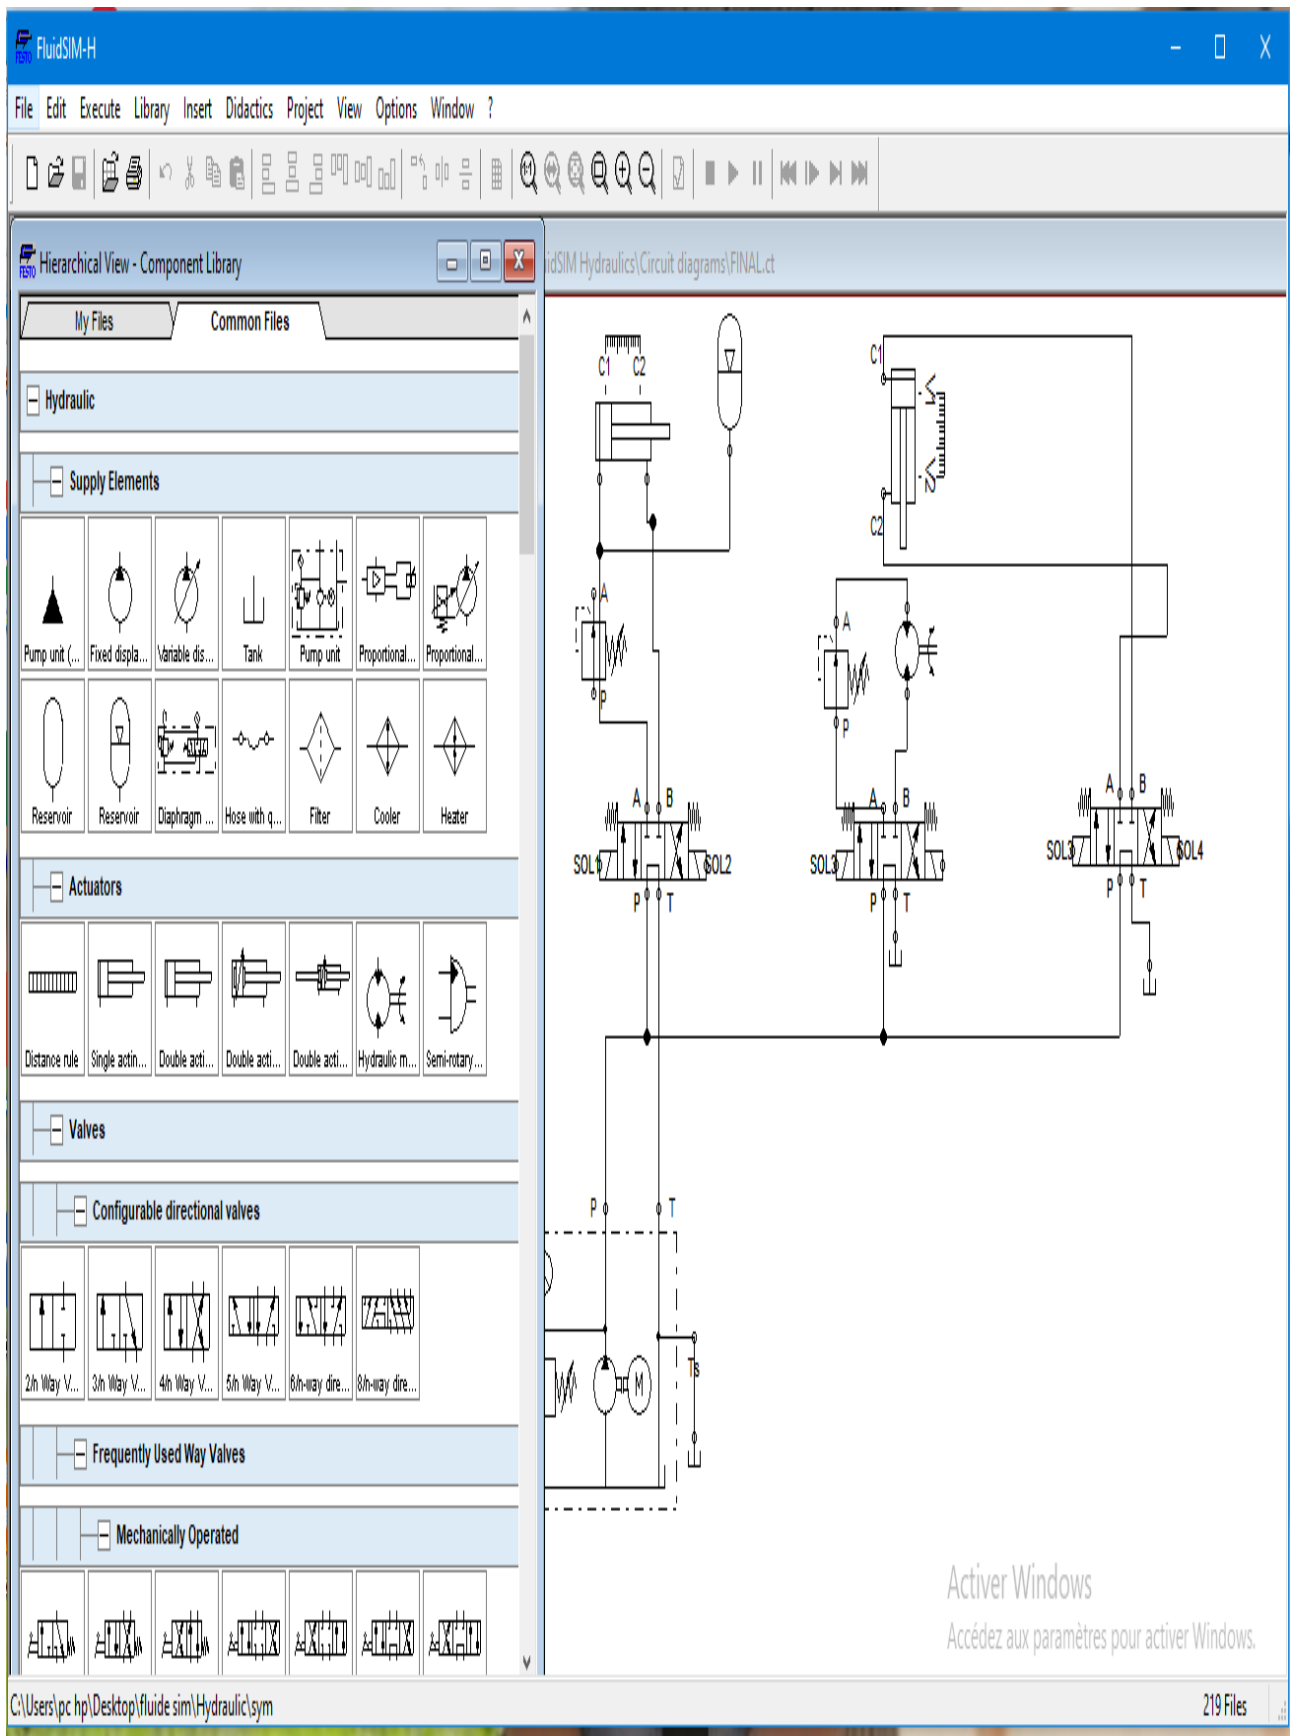 FluidSIM-H
File Edit Execute Library Insert Didactics Project View Options Window ?
Hierarchical View - Component Library
idSIM Hydraulics\Circuit diagrams\FINAL.ct
My Files Common Files
Hydraulic
Supply Elements
Pump unit (... Fixed displa... Variable dis... Tank Pump unit Proportional... Proportional...
Reservoir Reservoir Diaphragm ... Hose with q... Filter Cooler Heater
Actuators
Distance rule Single actin... Double acti... Double acti... Double acti... Hydraulic m... Semi-rotary...
Valves
Configurable directional valves
2/n Way V... 3/n Way V... 4/n Way V... 5/n Way V... 6/n-way dire... 8/n-way dire...
Frequently Used Way Valves
Mechanically Operated
C1 C2
C1
C2
A
P
A
P
A B
SOL1 SOL2
P T
A B
SOL3
P T
A B
SOL3 SOL4
P T
P T
Ts
M
Activer Windows
Accédez aux paramètres pour activer Windows.
C:\Users\pc hp\Desktop\fluide sim\Hydraulic\sym
219 Files